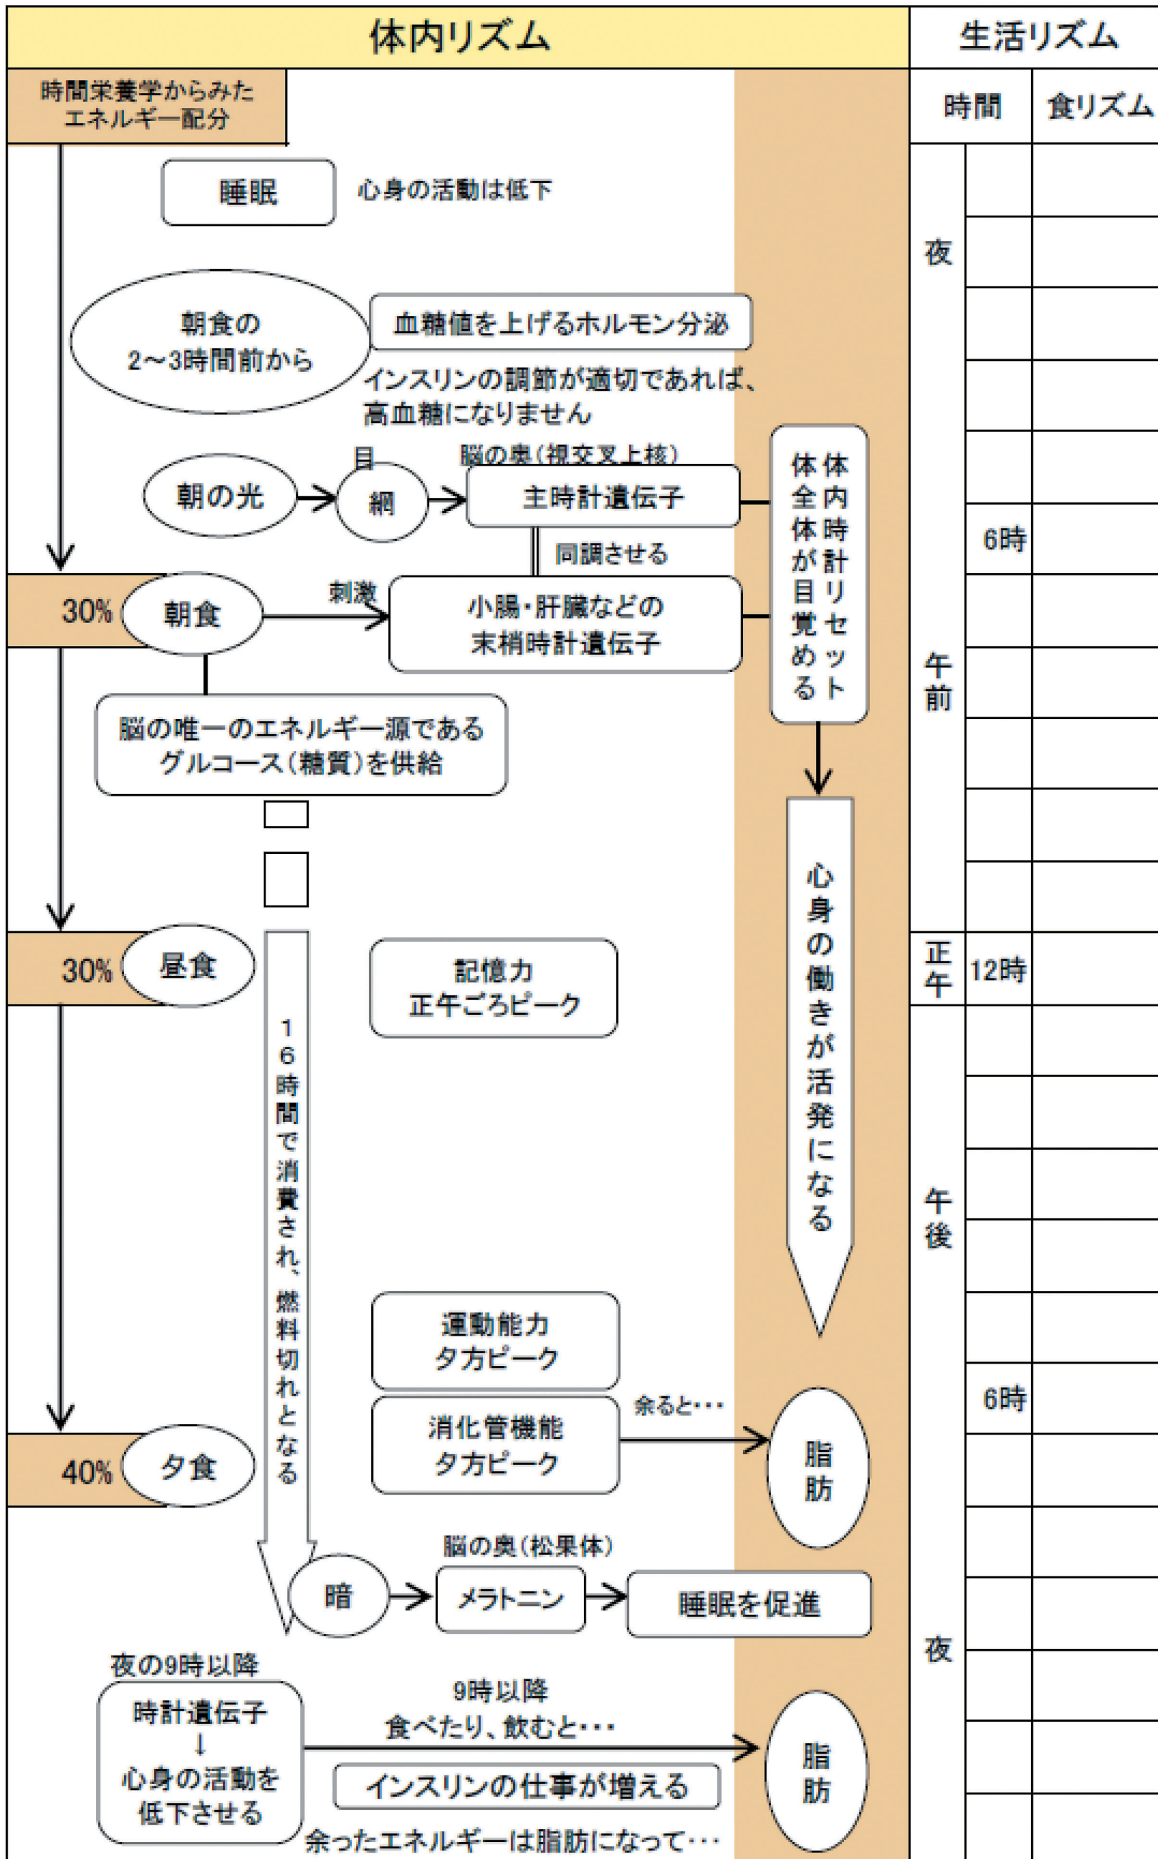 体内リズム
生活リズム
時間栄養学からみた
エネルギー配分
時間
食リズム
睡眠
心身の活動は低下
夜
朝食の
2～3時間前から
血糖値を上げるホルモン分泌
インスリンの調節が適切であれば、
高血糖になりません
目
脳の奥(視交叉上核)
朝の光
網
主時計遺伝子
体内時計リセット
体全体が目覚める
6時
同調させる
30%
朝食
刺激
小腸・肝臓などの
末梢時計遺伝子
午前
脳の唯一のエネルギー源である
グルコース(糖質)を供給
心身の働きが活発になる
30%
昼食
記憶力
正午ごろピーク
正午
12時
16時間で消費され、燃料切れとなる
午後
運動能力
夕方ピーク
6時
消化管機能
夕方ピーク
余ると・・・
脂肪
40%
夕食
脳の奥(松果体)
暗
メラトニン
睡眠を促進
夜
夜の9時以降
時計遺伝子
↓
心身の活動を
低下させる
9時以降
食べたり、飲むと・・・
インスリンの仕事が増える
脂肪
余ったエネルギーは脂肪になって・・・